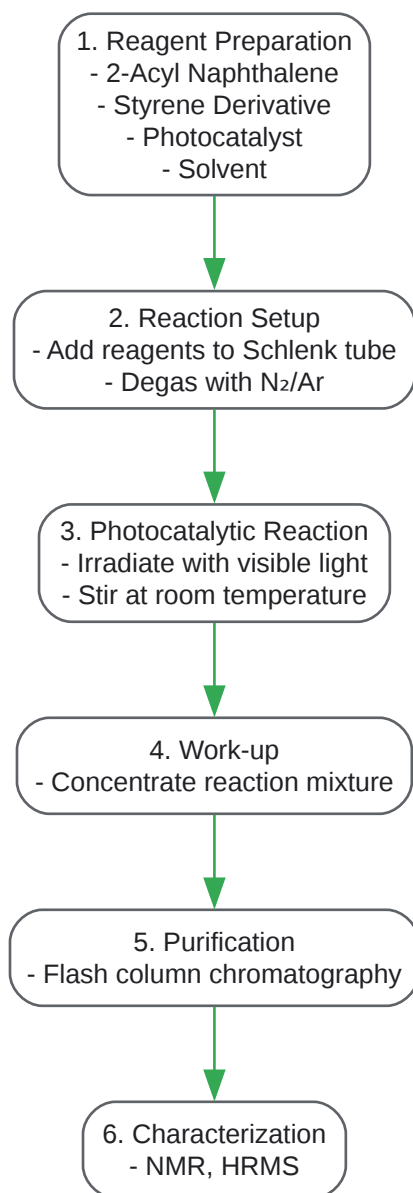 1. Reagent Preparation
- 2-Acyl Naphthalene
- Styrene Derivative
- Photocatalyst
- Solvent
2. Reaction Setup
- Add reagents to Schlenk tube
- Degas with N₂/Ar
3. Photocatalytic Reaction
- Irradiate with visible light
- Stir at room temperature
4. Work-up
- Concentrate reaction mixture
5. Purification
- Flash column chromatography
6. Characterization
- NMR, HRMS